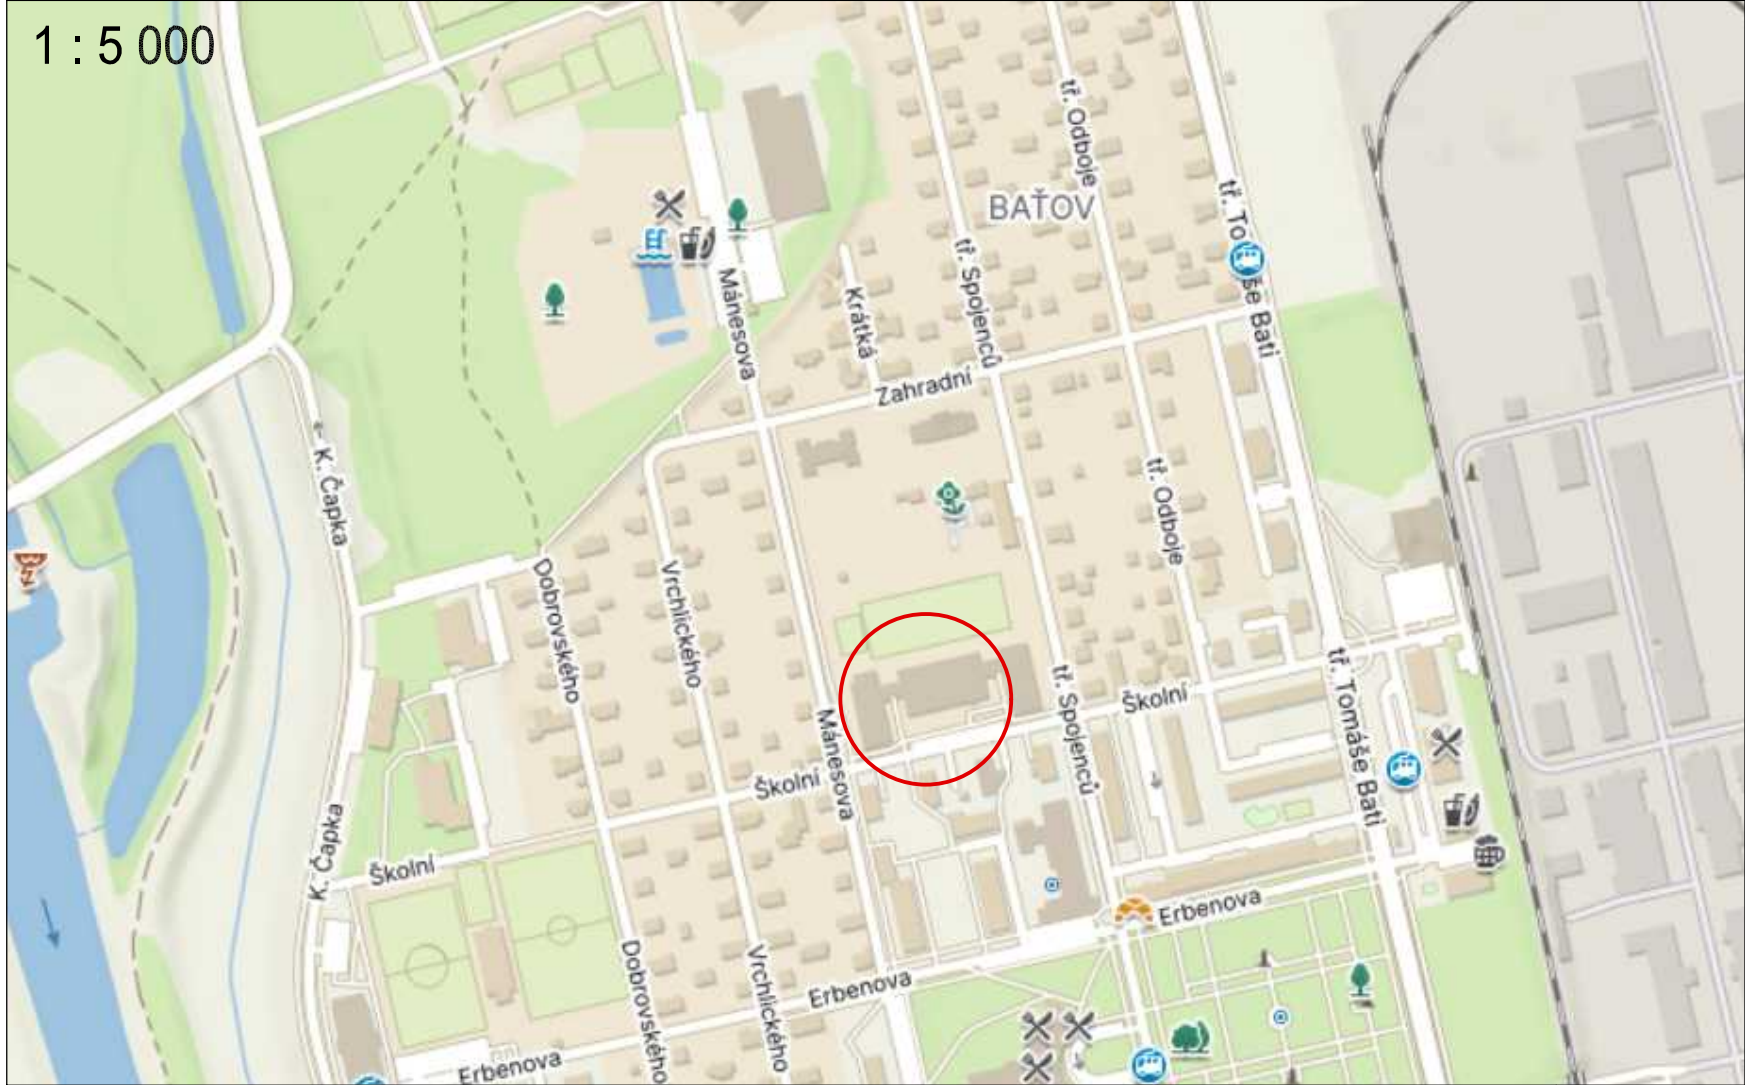 1 : 5 000
tř. Odboje
BAŤOV
tř. Tomáše Bati
tř. Spojenců
Mánesova
Krátká
Zahradní
← K. Čapka
tř. Odboje
Dobrovského
Vrchlického
tř. Spojenců
Školní
tř. Tomáše Bati
Mánesova
Školní
K. Čapka
Školní
Erbenova
Dobrovského
Vrchlického
Erbenova
Erbenova